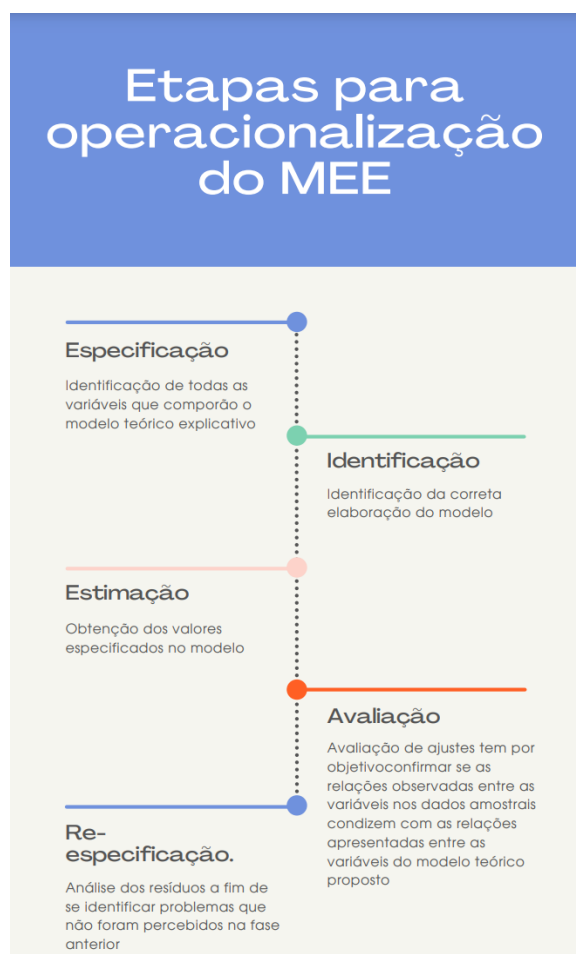 Etapas para
operacionalização
do MEE
Especificação
Identificação de todas as
variáveis que comporão o
modelo teórico explicativo
Identificação
Identificação da correta
elaboração do modelo
Estimação
Obtenção dos valores
especificados no modelo
Avaliação
Avaliação de ajustes tem por
objetivoconfirmar se as
relações observadas entre as
variáveis nos dados amostrais
condizem com as relações
apresentadas entre as
variáveis do modelo teórico
proposto
Re-
especificação.
Análise dos resíduos a fim de
se identificar problemas que
não foram percebidos na fase
anterior